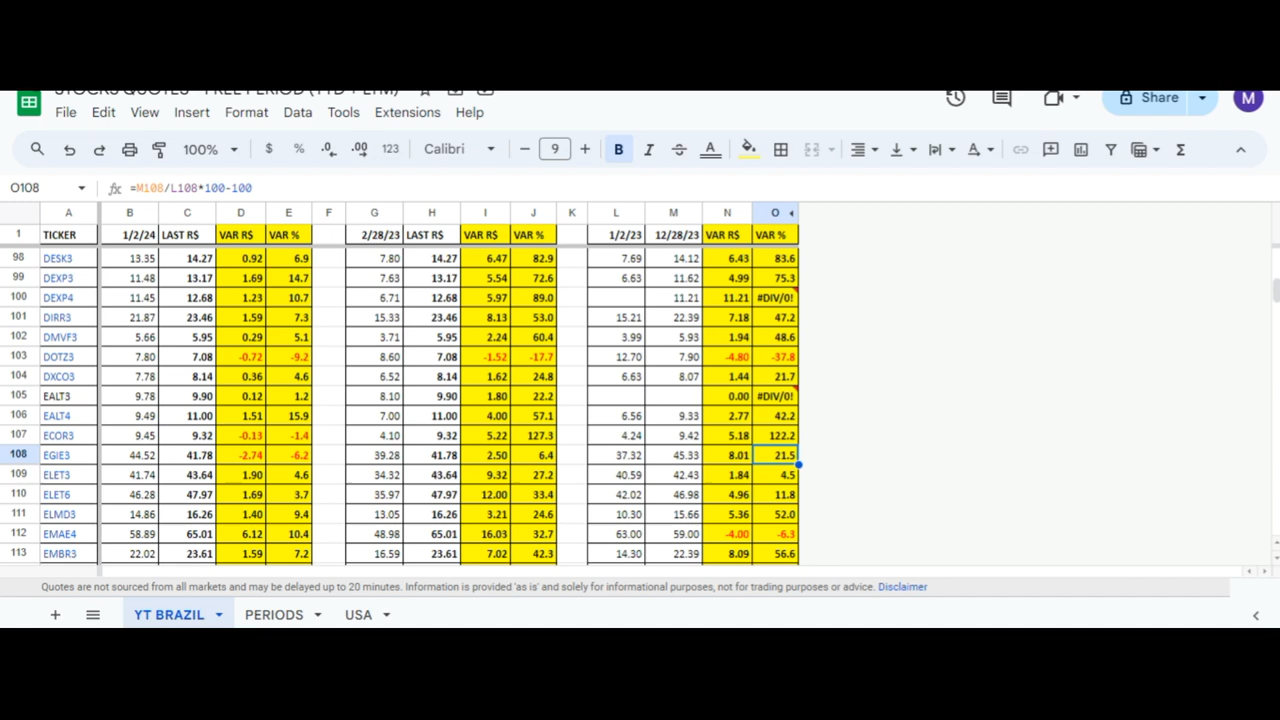 STOCKS QUOTES - FREE PERIOD (YTD + LTM)
File Edit View Insert Format Data Tools Extensions Help
Share M
100% $ % .0 .00 123 Calibri 9 B I A
O108 fx =M108/L108*100-100
A B C D E F G H I J K L M N O
1 TICKER 1/2/24 LAST R$ VAR R$ VAR % 2/28/23 LAST R$ VAR R$ VAR % 1/2/23 12/28/23 VAR R$ VAR %
98 DESK3 13.35 14.27 0.92 6.9 7.80 14.27 6.47 82.9 7.69 14.12 6.43 83.6
99 DEXP3 11.48 13.17 1.69 14.7 7.63 13.17 5.54 72.6 6.63 11.62 4.99 75.3
100 DEXP4 11.45 12.68 1.23 10.7 6.71 12.68 5.97 89.0 11.21 11.21 #DIV/0!
101 DIRR3 21.87 23.46 1.59 7.3 15.33 23.46 8.13 53.0 15.21 22.39 7.18 47.2
102 DMVF3 5.66 5.95 0.29 5.1 3.71 5.95 2.24 60.4 3.99 5.93 1.94 48.6
103 DOTZ3 7.80 7.08 -0.72 -9.2 8.60 7.08 -1.52 -17.7 12.70 7.90 -4.80 -37.8
104 DXCO3 7.78 8.14 0.36 4.6 6.52 8.14 1.62 24.8 6.63 8.07 1.44 21.7
105 EALT3 9.78 9.90 0.12 1.2 8.10 9.90 1.80 22.2 0.00 #DIV/0!
106 EALT4 9.49 11.00 1.51 15.9 7.00 11.00 4.00 57.1 6.56 9.33 2.77 42.2
107 ECOR3 9.45 9.32 -0.13 -1.4 4.10 9.32 5.22 127.3 4.24 9.42 5.18 122.2
108 EGIE3 44.52 41.78 -2.74 -6.2 39.28 41.78 2.50 6.4 37.32 45.33 8.01 21.5
109 ELET3 41.74 43.64 1.90 4.6 34.32 43.64 9.32 27.2 40.59 42.43 1.84 4.5
110 ELET6 46.28 47.97 1.69 3.7 35.97 47.97 12.00 33.4 42.02 46.98 4.96 11.8
111 ELMD3 14.86 16.26 1.40 9.4 13.05 16.26 3.21 24.6 10.30 15.66 5.36 52.0
112 EMAE4 58.89 65.01 6.12 10.4 48.98 65.01 16.03 32.7 63.00 59.00 -4.00 -6.3
113 EMBR3 22.02 23.61 1.59 7.2 16.59 23.61 7.02 42.3 14.30 22.39 8.09 56.6
Quotes are not sourced from all markets and may be delayed up to 20 minutes. Information is provided 'as is' and solely for informational purposes, not for trading purposes or advice. Disclaimer
YT BRAZIL PERIODS USA